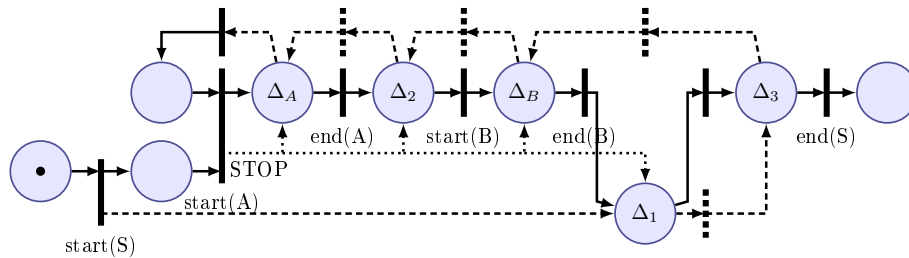 Δ_A
Δ_2
Δ_B
Δ_3
end(A)
start(B)
end(B)
end(S)
STOP
start(A)
Δ_1
start(S)